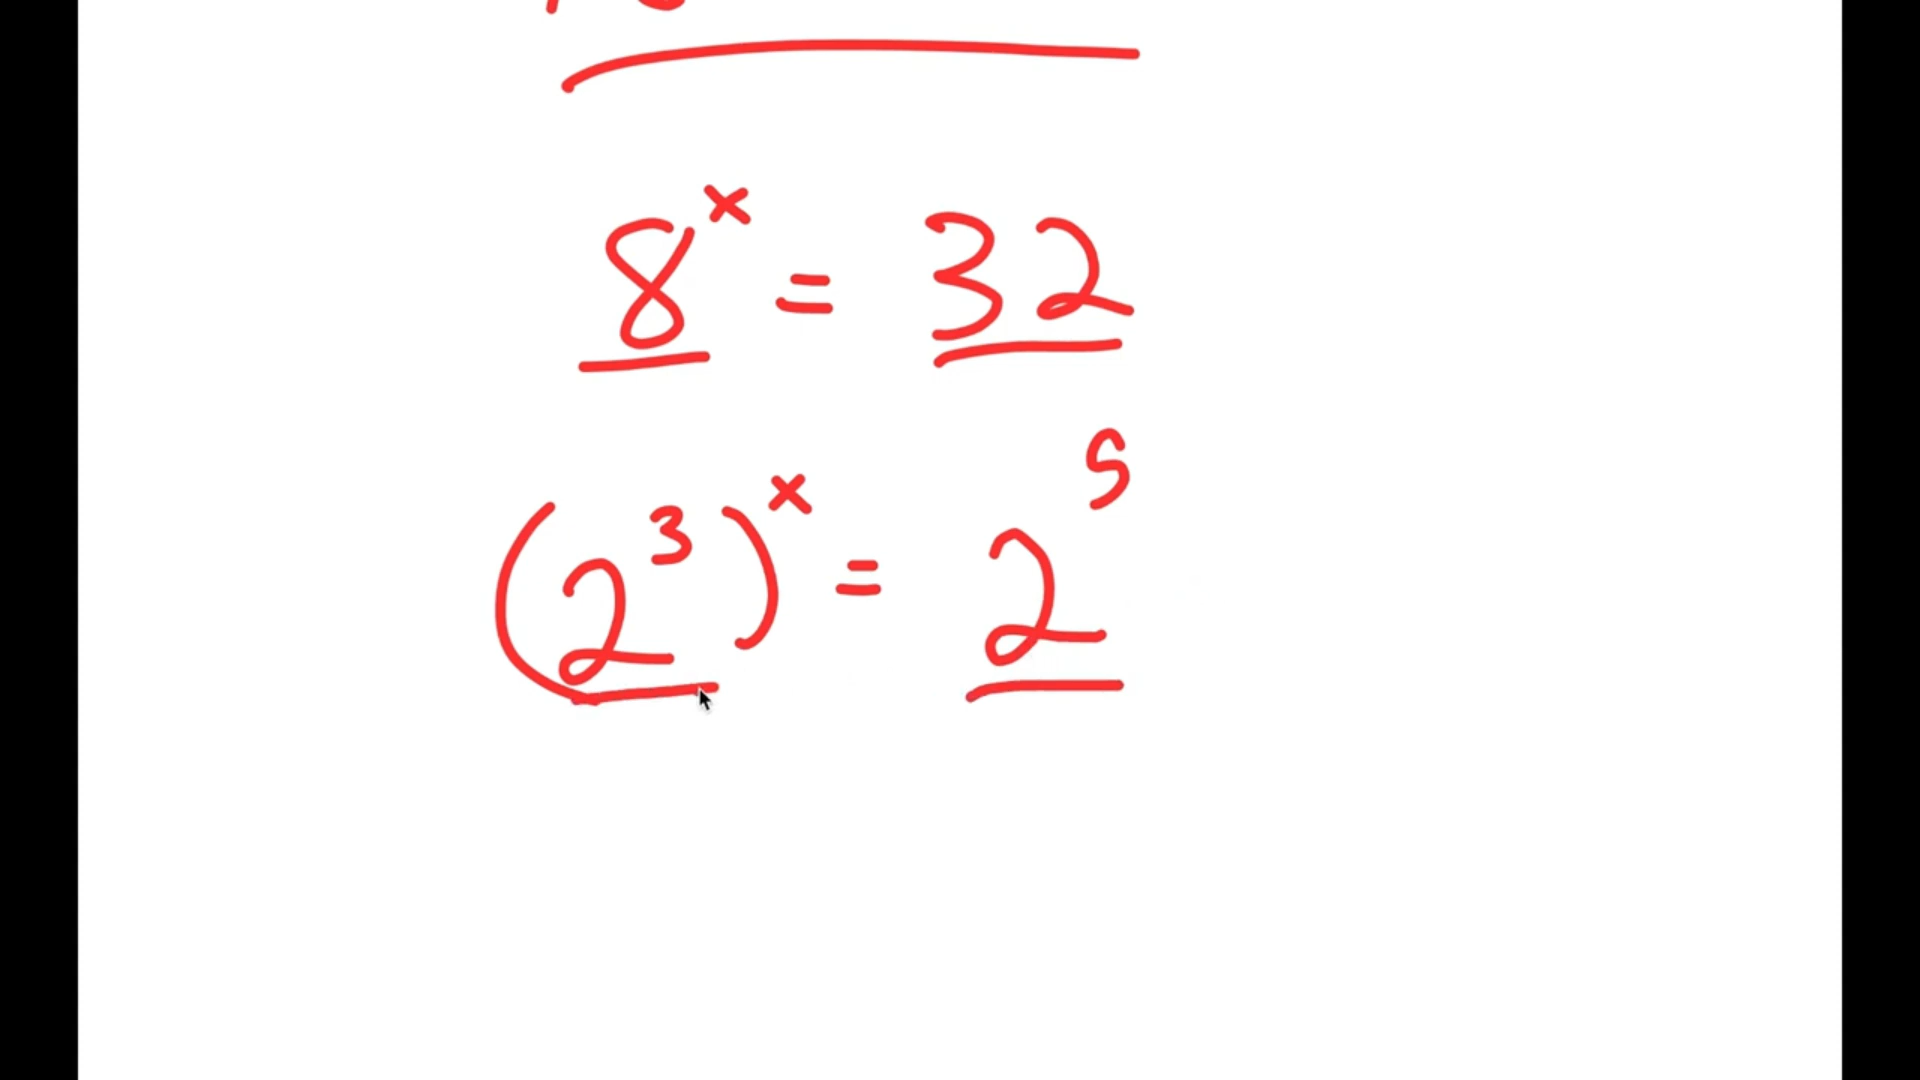 8^x = 32
(2^3)^x = 2^5